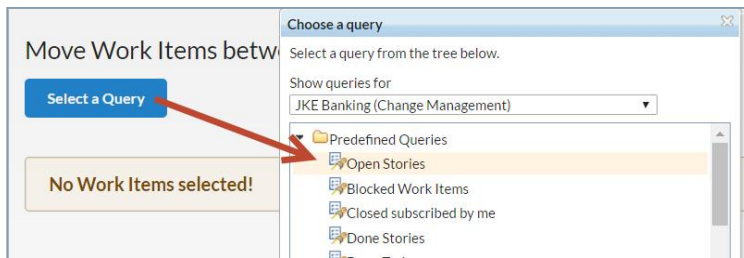 Move Work Items betw
Select a Query
No Work Items selected!
Choose a query
Select a query from the tree below.
Show queries for
JKE Banking (Change Management)
Predefined Queries
Open Stories
Blocked Work Items
Closed subscribed by me
Done Stories